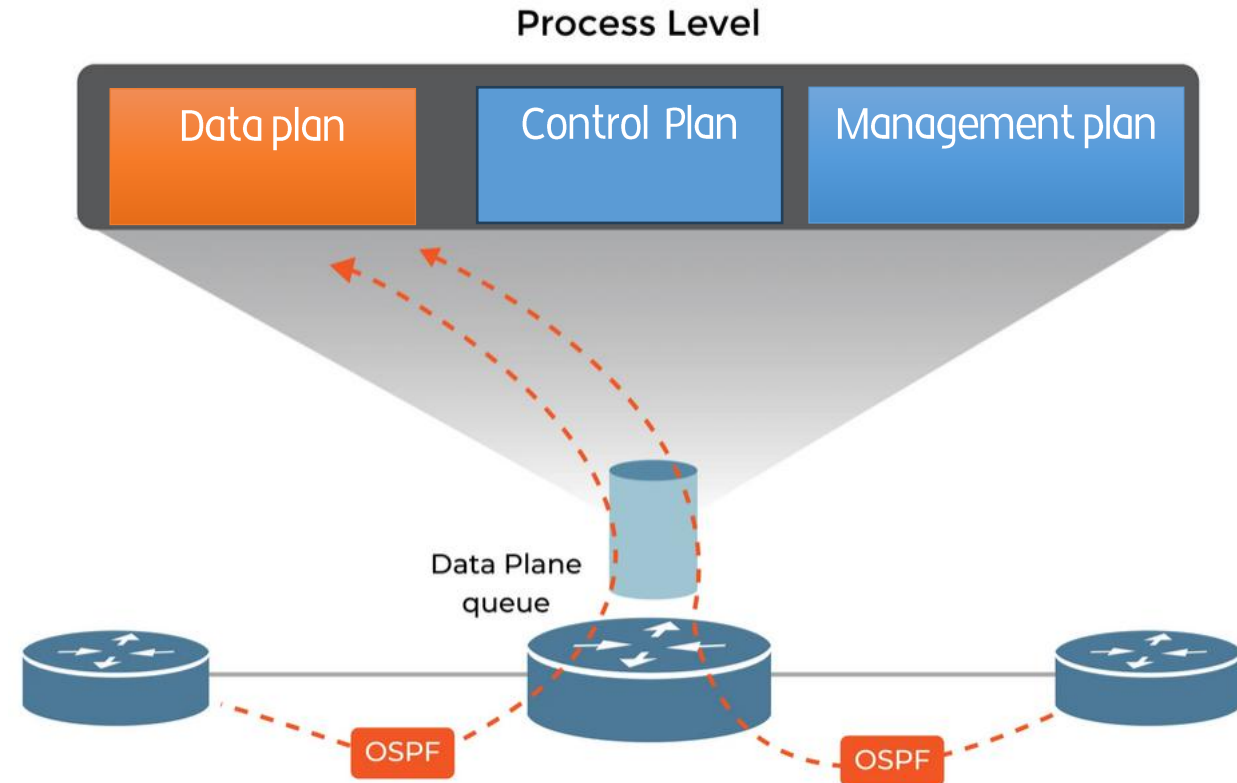 Process Level
Data plan
Control Plan
Management plan
Data Plane
queue
OSPF
OSPF